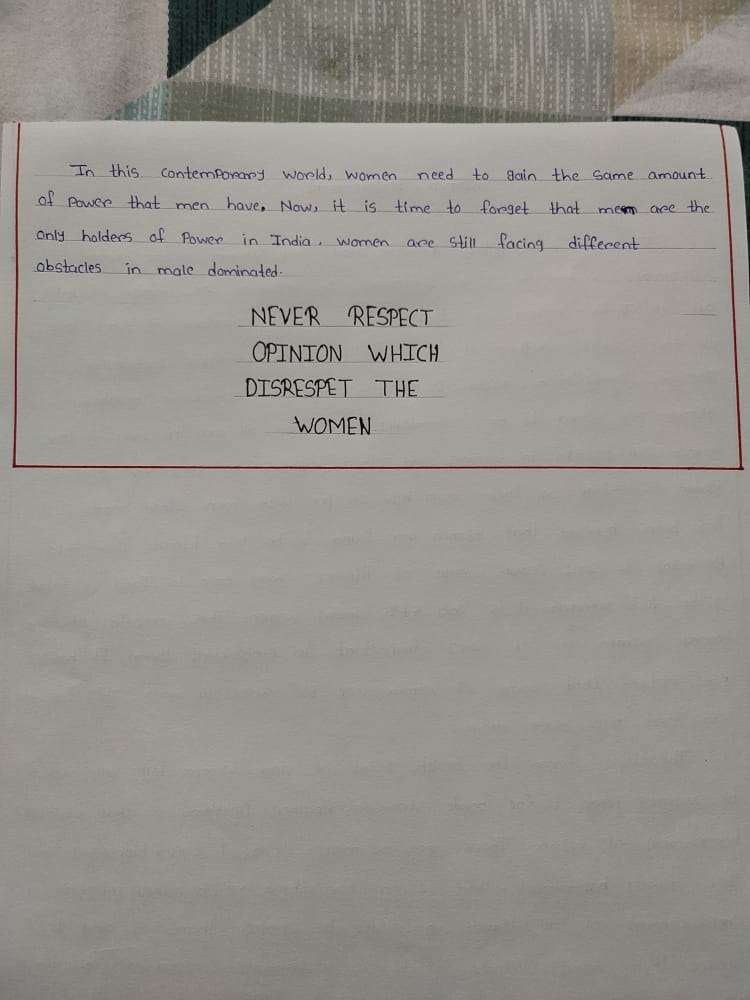 In this contemporary world, women need to gain the same amount
of power that men have. Now, it is time to forget that men are the
only holders of Power in India. women are still facing different
obstacles in male dominated.
NEVER RESPECT
OPINION WHICH
DISRESPET THE
WOMEN